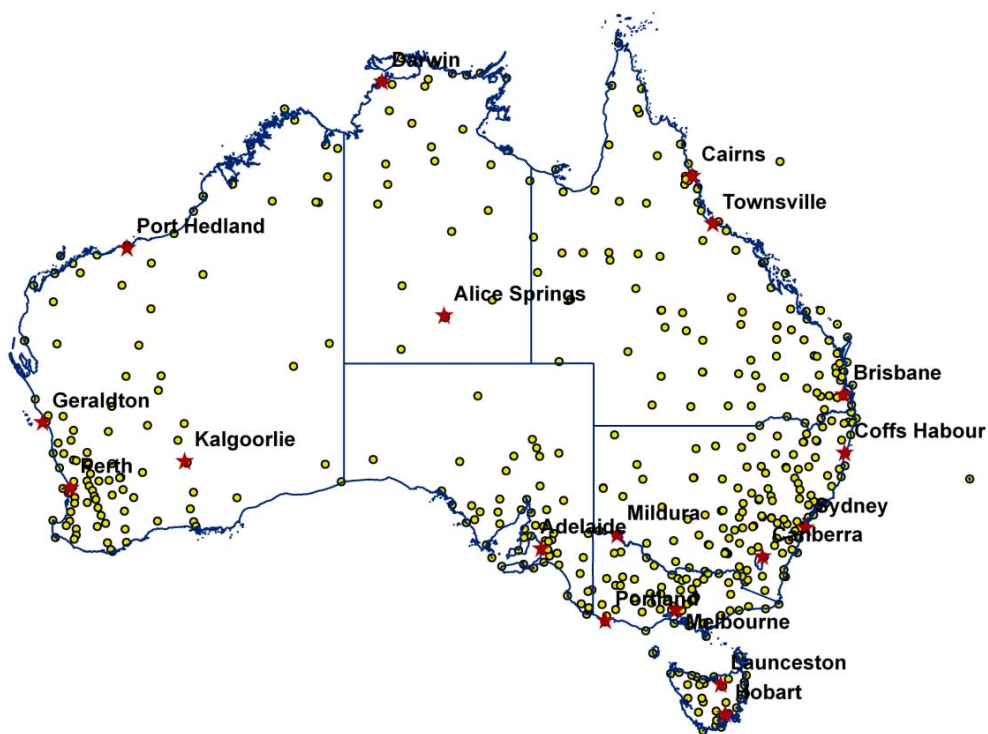 Darwin
Cairns
Townsville
Port Hedland
Alice Springs
Brisbane
Geraldton
Coffs Habour
Kalgoorlie
Perth
Sydney
Mildura
Adelaide
Canberra
Portland
Melbourne
Launceston
Hobart